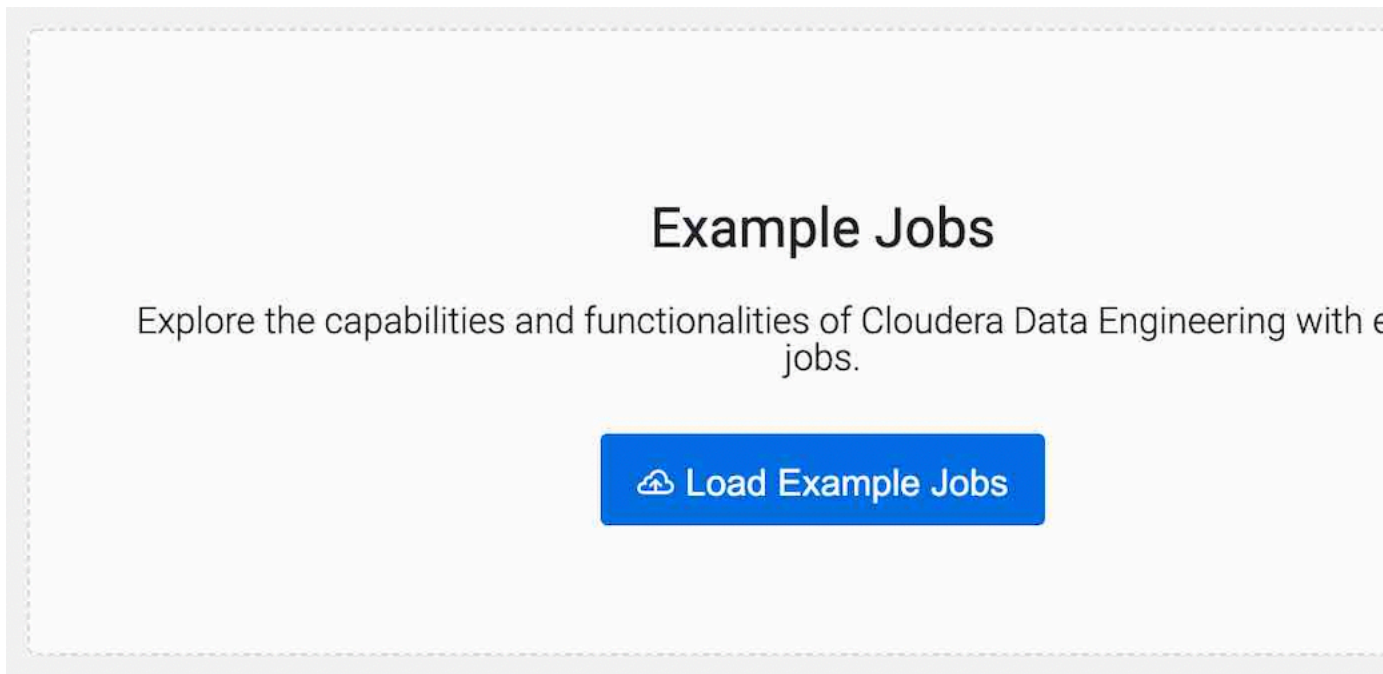 Example Jobs
Explore the capabilities and functionalities of Cloudera Data Engineering with
jobs.
Load Example Jobs